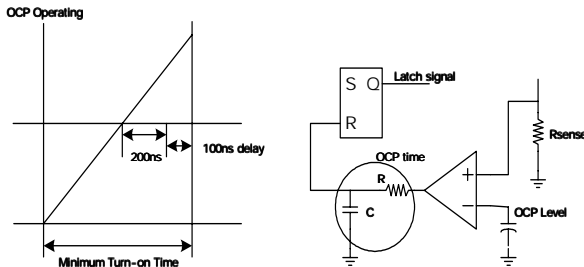 OCP Operating
200ns
100ns delay
Minimum Turn-on Time
S Q
Latch signal
R
OCP time
R
C
+
−
Rsense
OCP Level